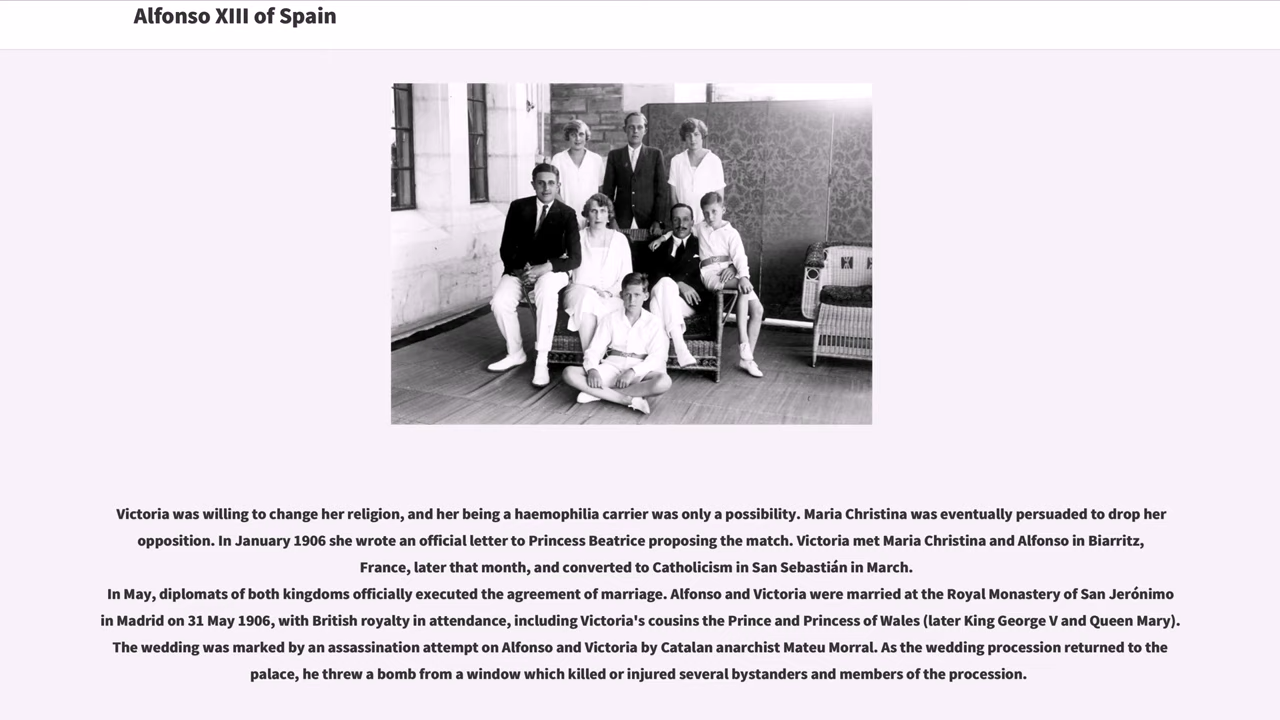 Alfonso XIII of Spain
Victoria was willing to change her religion, and her being a haemophilia carrier was only a possibility. Maria Christina was eventually persuaded to drop her
opposition. In January 1906 she wrote an official letter to Princess Beatrice proposing the match. Victoria met Maria Christina and Alfonso in Biarritz,
France, later that month, and converted to Catholicism in San Sebastián in March.
In May, diplomats of both kingdoms officially executed the agreement of marriage. Alfonso and Victoria were married at the Royal Monastery of San Jerónimo
in Madrid on 31 May 1906, with British royalty in attendance, including Victoria's cousins the Prince and Princess of Wales (later King George V and Queen Mary).
The wedding was marked by an assassination attempt on Alfonso and Victoria by Catalan anarchist Mateu Morral. As the wedding procession returned to the
palace, he threw a bomb from a window which killed or injured several bystanders and members of the procession.